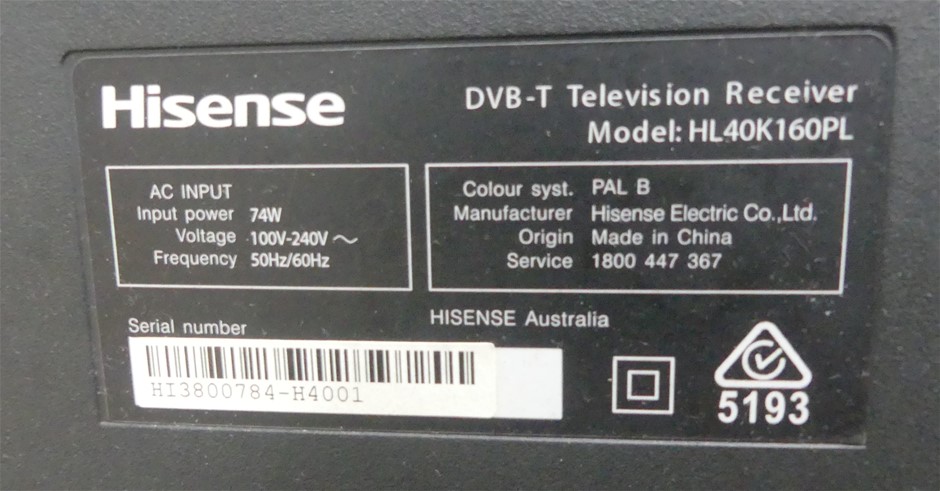 Hisense
DVB-T Television Receiver
Model: HL40K160PL
AC INPUT
Input power 74W
Voltage 100V-240V ～
Frequency 50Hz/60Hz
Colour syst. PAL B
Manufacturer Hisense Electric Co.,Ltd.
Origin Made in China
Service 1800 447 367
Serial number
HI3800784-H4001
HISENSE Australia
5193